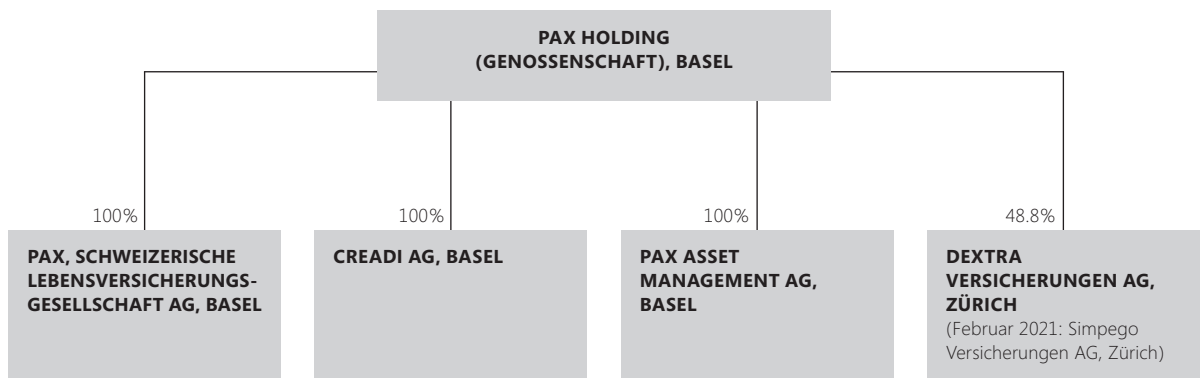 PAX HOLDING
(GENOSSENSCHAFT), BASEL
100%
100%
100%
48.8%
PAX, SCHWEIZERISCHE
LEBENSVERSICHERUNGS-
GESELLSCHAFT AG, BASEL
CREADI AG, BASEL
PAX ASSET
MANAGEMENT AG,
BASEL
DEXTRA
VERSICHERUNGEN AG,
ZÜRICH
(Februar 2021: Simpego
Versicherungen AG, Zürich)